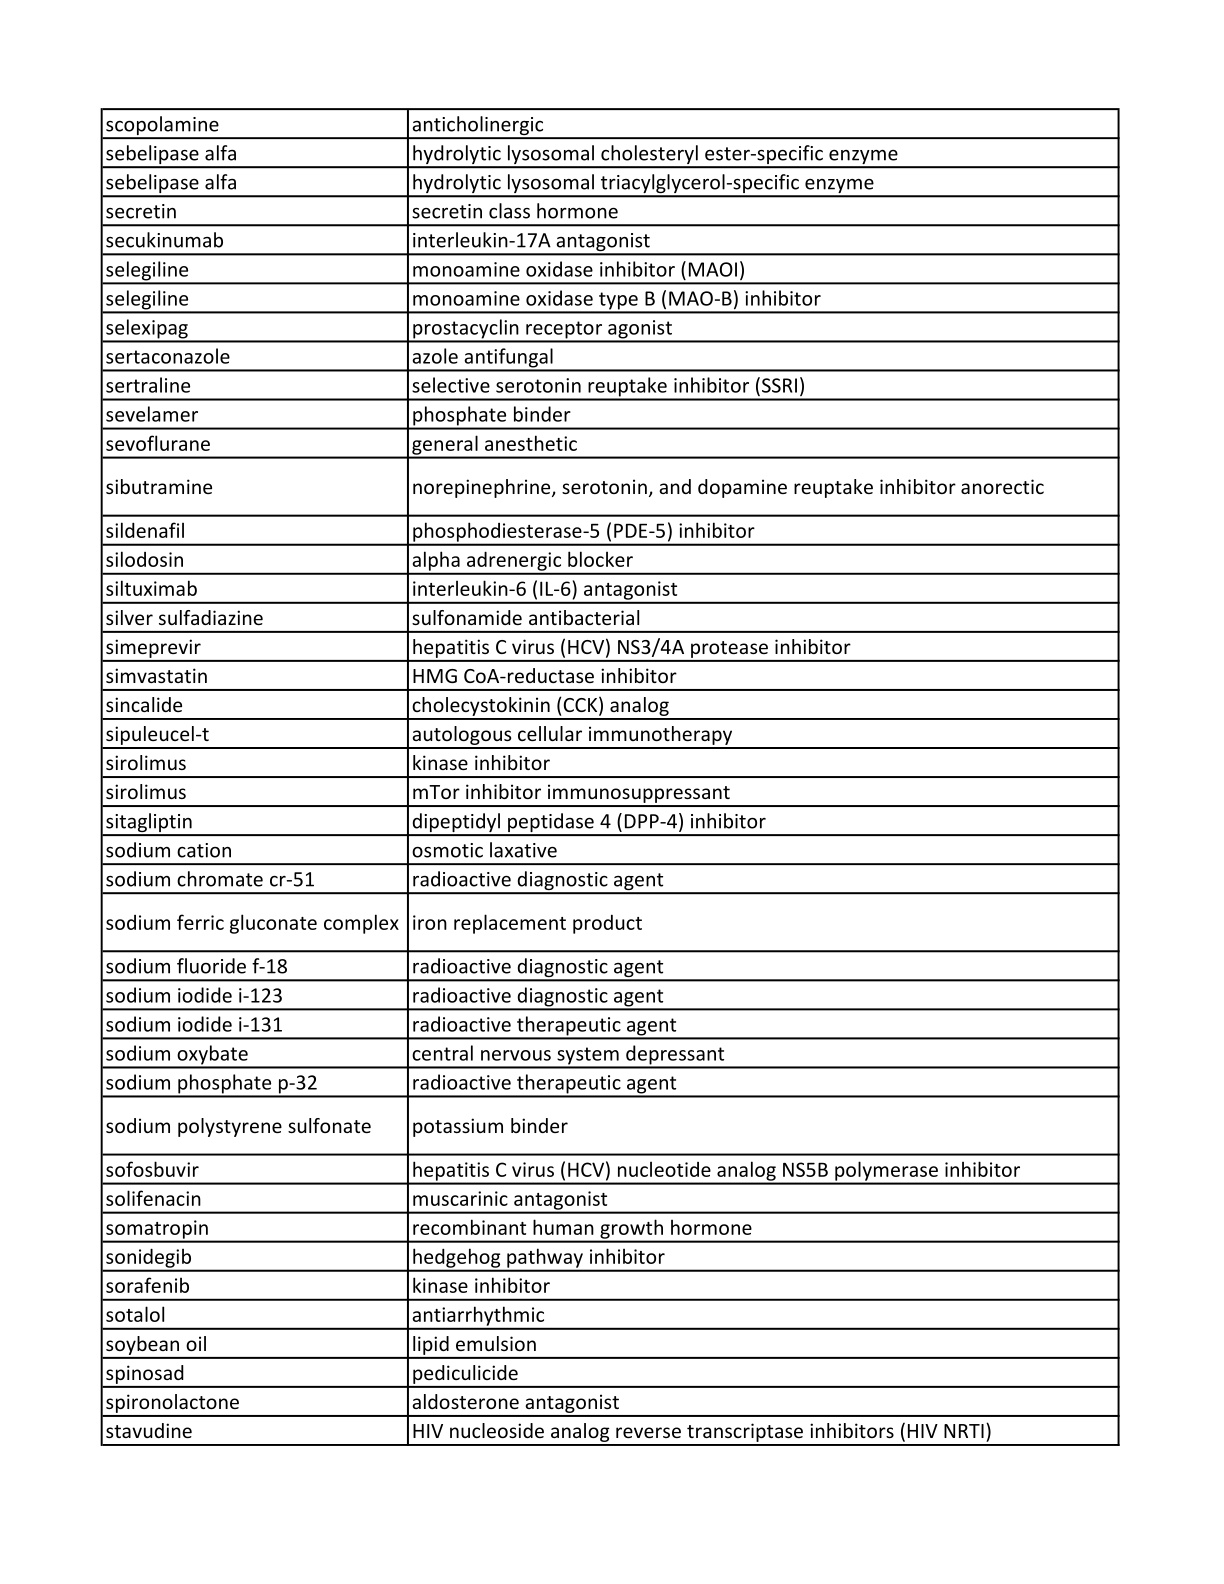 scopolamine anticholinergic
sebelipase alfa hydrolytic lysosomal cholesteryl ester-specific enzyme
sebelipase alfa hydrolytic lysosomal triacylglycerol-specific enzyme
secretin secretin class hormone
secukinumab interleukin-17A antagonist
selegiline monoamine oxidase inhibitor (MAOI)
selegiline monoamine oxidase type B (MAO-B) inhibitor
selexipag prostacyclin receptor agonist
sertaconazole azole antifungal
sertraline selective serotonin reuptake inhibitor (SSRI)
sevelamer phosphate binder
sevoflurane general anesthetic
sibutramine norepinephrine, serotonin, and dopamine reuptake inhibitor anorectic
sildenafil phosphodiesterase-5 (PDE-5) inhibitor
silodosin alpha adrenergic blocker
siltuximab interleukin-6 (IL-6) antagonist
silver sulfadiazine sulfonamide antibacterial
simeprevir hepatitis C virus (HCV) NS3/4A protease inhibitor
simvastatin HMG CoA-reductase inhibitor
sincalide cholecystokinin (CCK) analog
sipuleucel-t autologous cellular immunotherapy
sirolimus kinase inhibitor
sirolimus mTor inhibitor immunosuppressant
sitagliptin dipeptidyl peptidase 4 (DPP-4) inhibitor
sodium cation osmotic laxative
sodium chromate cr-51 radioactive diagnostic agent
sodium ferric gluconate complex iron replacement product
sodium fluoride f-18 radioactive diagnostic agent
sodium iodide i-123 radioactive diagnostic agent
sodium iodide i-131 radioactive therapeutic agent
sodium oxybate central nervous system depressant
sodium phosphate p-32 radioactive therapeutic agent
sodium polystyrene sulfonate potassium binder
sofosbuvir hepatitis C virus (HCV) nucleotide analog NS5B polymerase inhibitor
solifenacin muscarinic antagonist
somatropin recombinant human growth hormone
sonidegib hedgehog pathway inhibitor
sorafenib kinase inhibitor
sotalol antiarrhythmic
soybean oil lipid emulsion
spinosad pediculicide
spironolactone aldosterone antagonist
stavudine HIV nucleoside analog reverse transcriptase inhibitors (HIV NRTI)